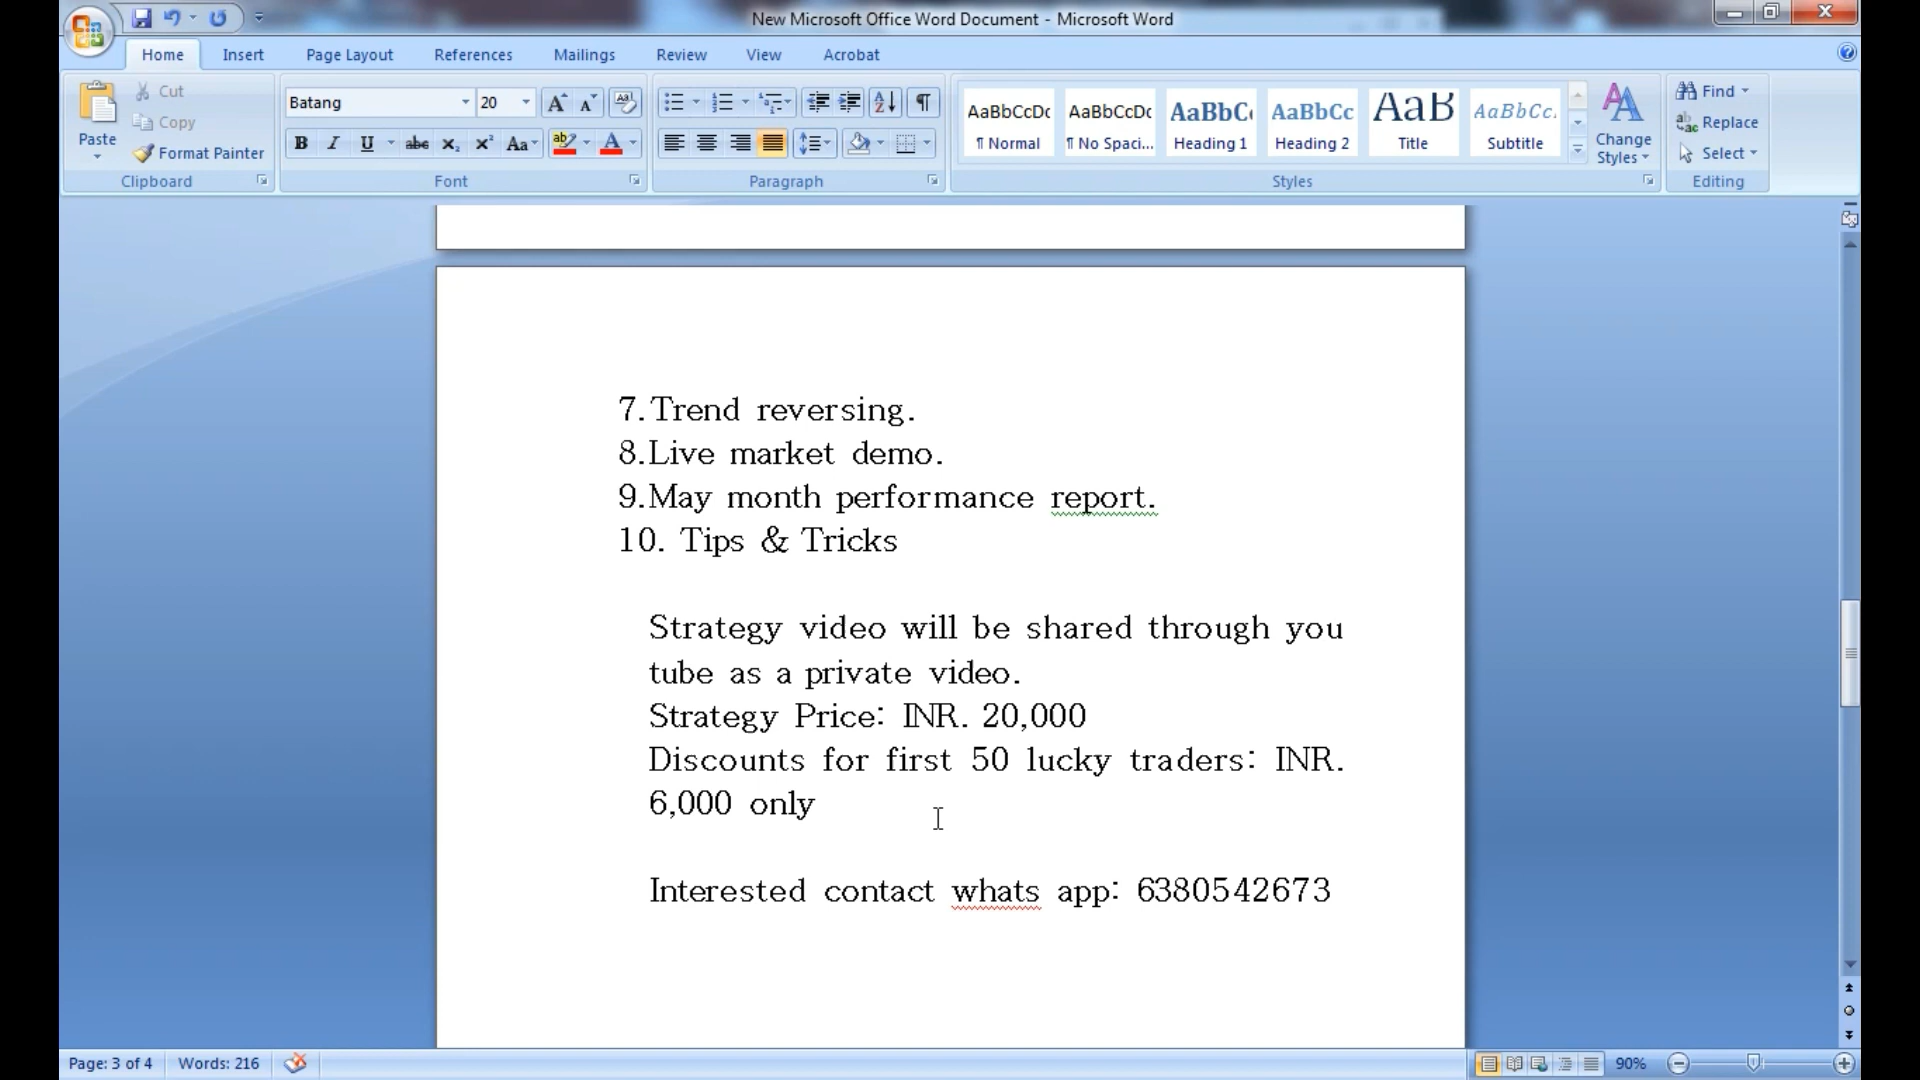 New Microsoft Office Word Document - Microsoft Word
Home Insert Page Layout References Mailings Review View Acrobat
Paste
Cut
Copy
Format Painter
Clipboard
Batang 20
Font
Paragraph
AaBbCcDc AaBbCcDc AaBbC AaBbCc AaB AaBbCc.
¶ Normal ¶ No Spaci... Heading 1 Heading 2 Title Subtitle
Change
Styles
Styles
Find
Replace
Select
Editing
7. Trend reversing.
8. Live market demo.
9. May month performance report.
10. Tips & Tricks
Strategy video will be shared through you
tube as a private video.
Strategy Price: INR. 20,000
Discounts for first 50 lucky traders: INR.
6,000 only
Interested contact whats app: 6380542673
Page: 3 of 4 Words: 216 90%